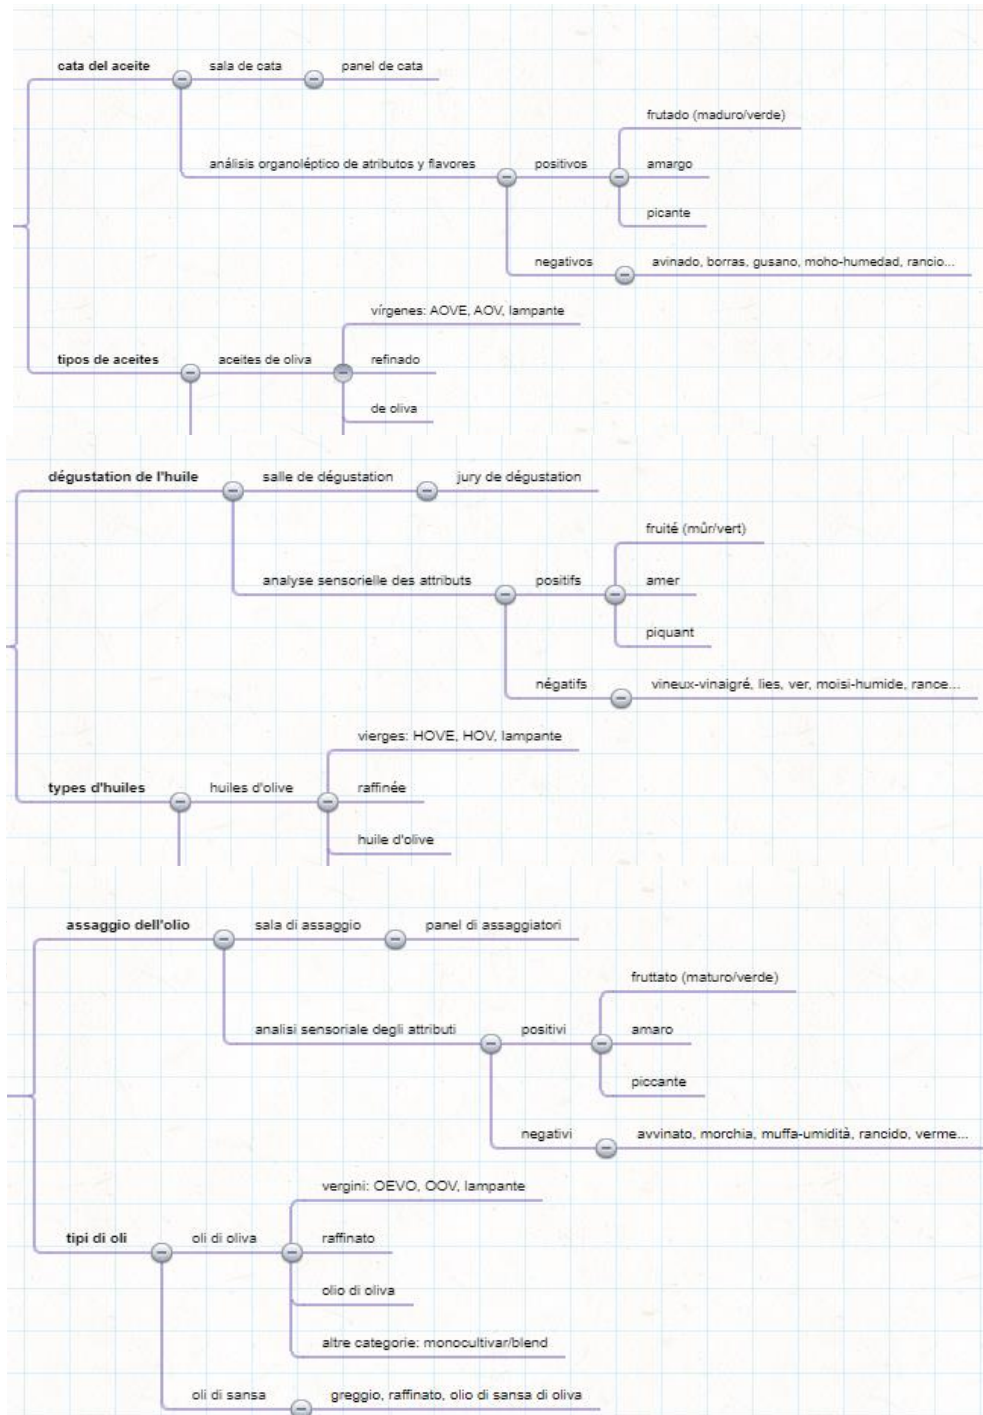 cata del aceite sala de cata panel de cata
frutado (maduro/verde)
análisis organoléptico de atributos y flavores positivos amargo
picante
negativos avinado, borras, gusano, moho-humedad, rancio...
vírgenes: AOVE, AOV, lampante
tipos de aceites aceites de oliva refinado
de oliva
dégustation de l'huile salle de dégustation jury de dégustation
fruité (mûr/vert)
analyse sensorielle des attributs positifs amer
piquant
négatifs vineux-vinaigré, lies, ver, moisi-humide, rance...
vierges: HOVE, HOV, lampante
types d'huiles huiles d'olive raffinée
huile d'olive
assaggio dell'olio sala di assaggio panel di assaggiatori
fruttato (maturo/verde)
analisi sensoriale degli attributi positivi amaro
piccante
negativi avvinato, morchia, muffa-umidità, rancido, verme...
vergini: OEVO, OOV, lampante
tipi di oli oli di oliva raffinato
olio di oliva
altre categorie: monocultivar/blend
oli di sansa greggio, raffinato, olio di sansa di oliva